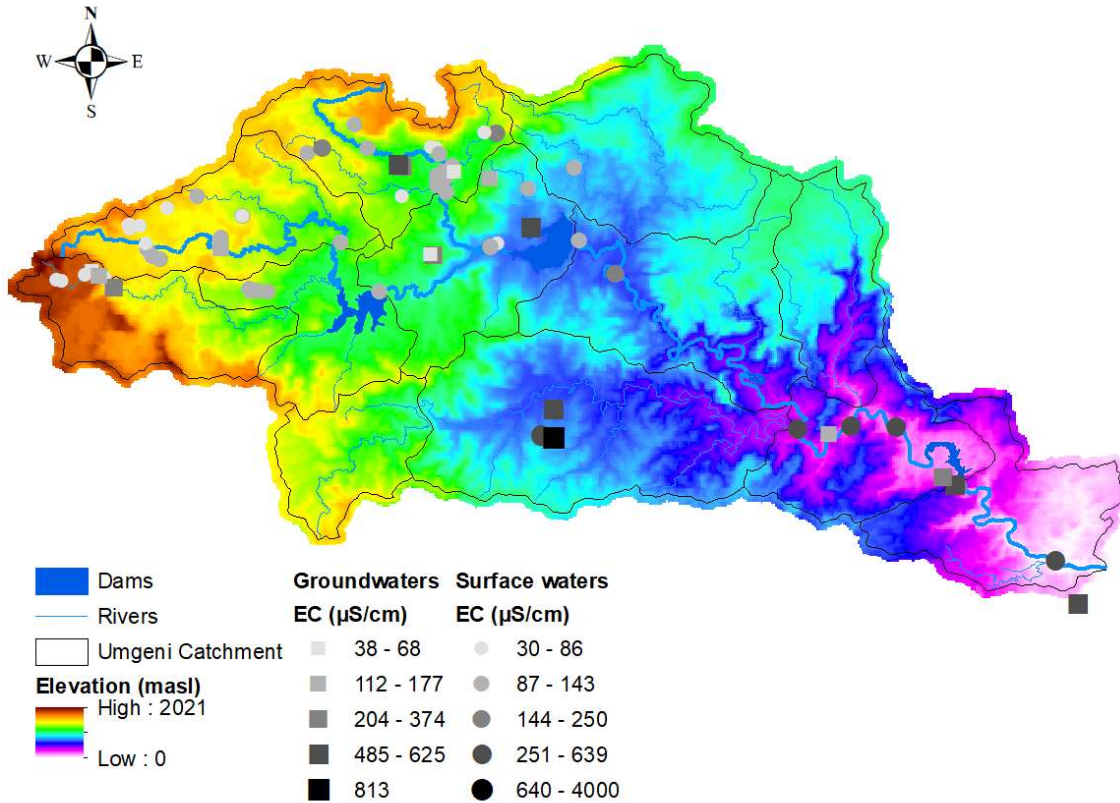 N
W E
S
Dams
Rivers
Umgeni Catchment
Elevation (masl)
High : 2021
Low : 0
Groundwaters Surface waters
EC (µS/cm) EC (µS/cm)
38 - 68 30 - 86
112 - 177 87 - 143
204 - 374 144 - 250
485 - 625 251 - 639
813 640 - 4000